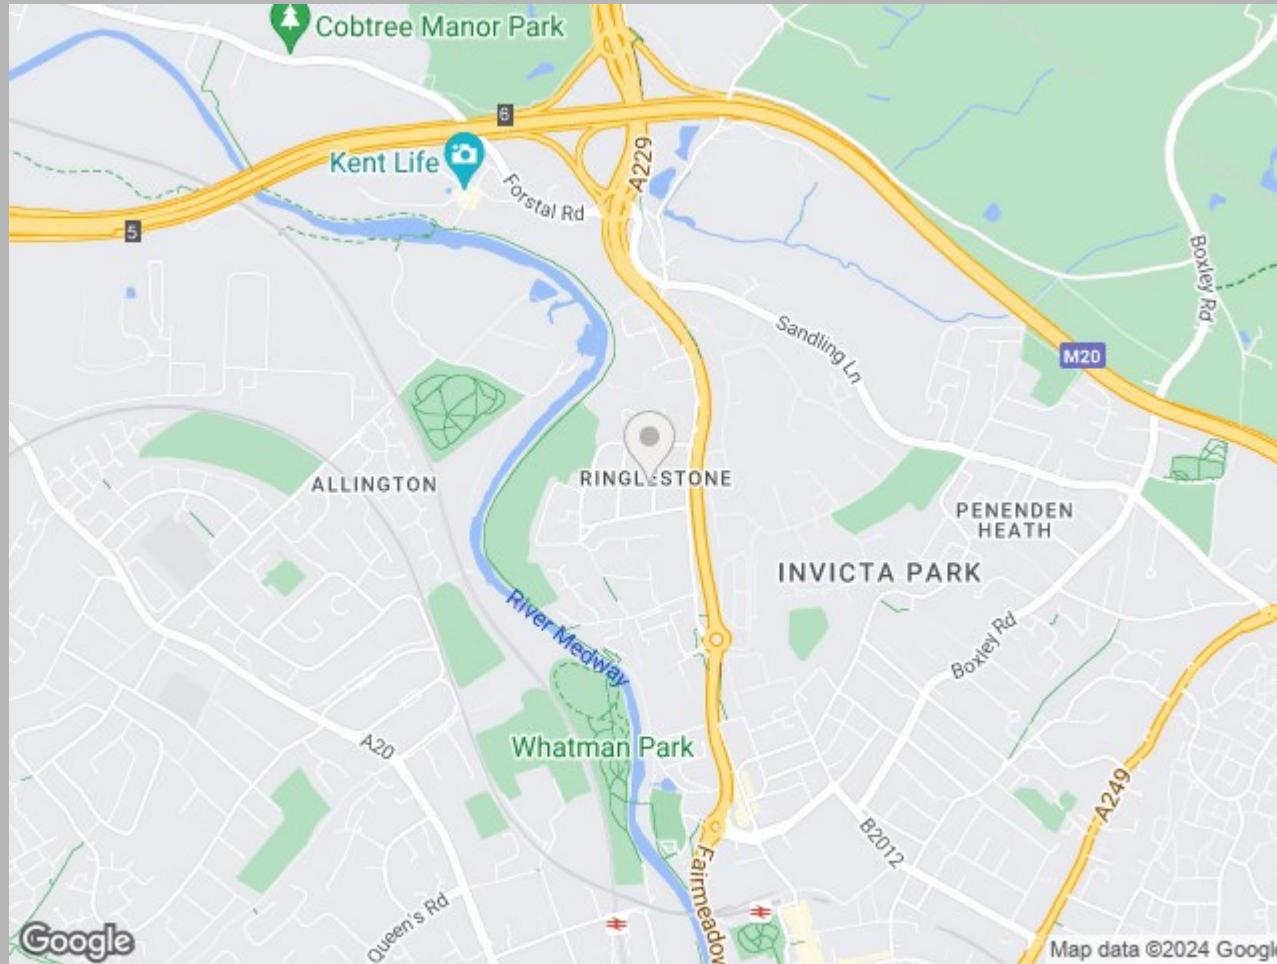 Cobtree Manor Park
6
Kent Life
A229
Forstal Rd
5
Boxley Rd
Sandling Ln
M20
RINGLESTONE
ALLINGTON
PENENDEN
HEATH
INVICTA PARK
River Medway
Boxley Rd
Whatman Park
A20
A249
B2012
Fairmeadow
Queen's Rd
Google
Map data ©2024 Google